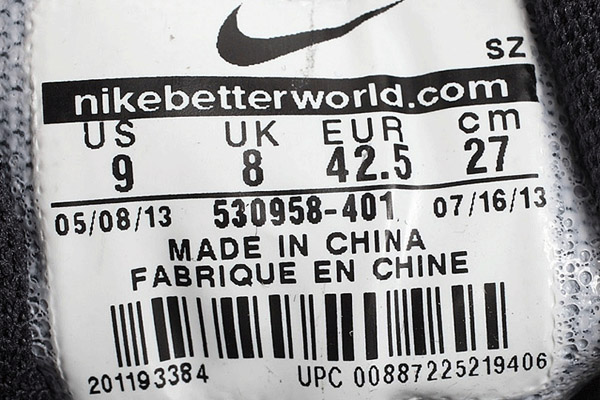 SZ
nikebetterworld.com
US UK EUR cm
9 8 42.5 27
05/08/13 530958-401 07/16/13
MADE IN CHINA
FABRIQUE EN CHINE
201193384 UPC 00887225219406